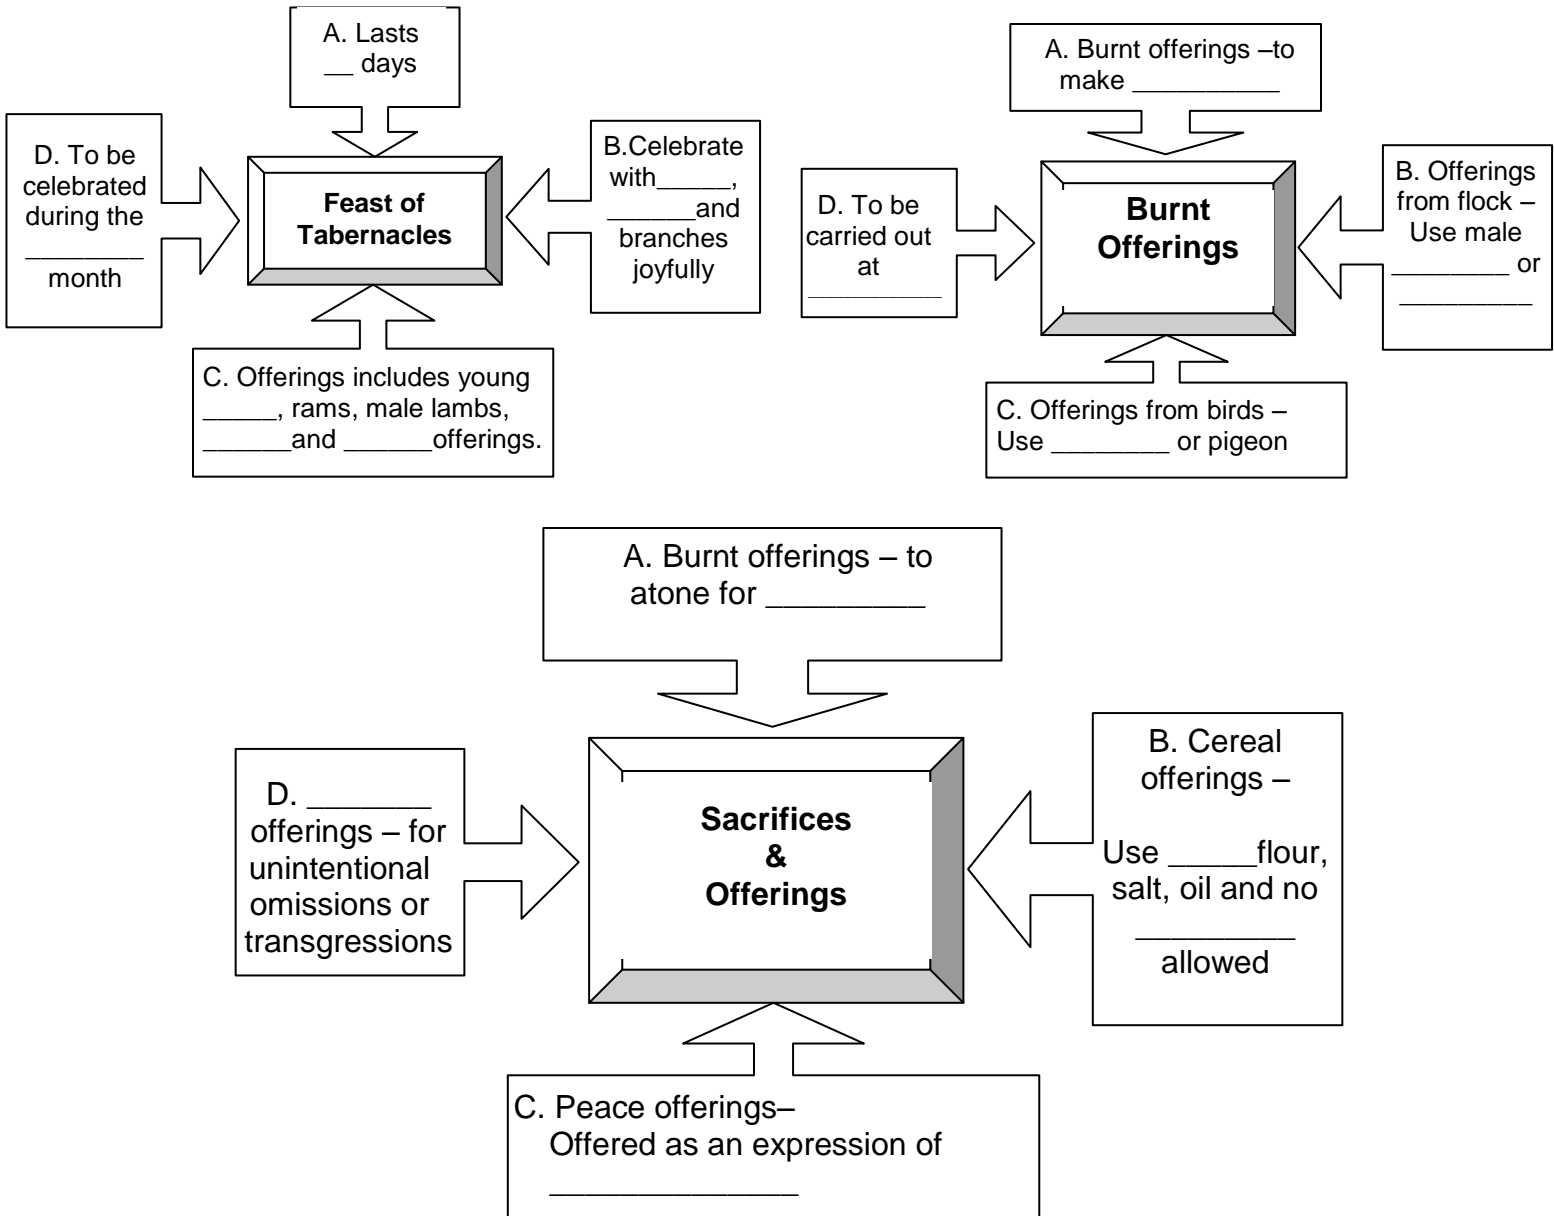 A. Lasts
__ days
D. To be
celebrated
during the
________
month
Feast of
Tabernacles
B.Celebrate
with_____,
______and
branches
joyfully
C. Offerings includes young
_____, rams, male lambs,
______and ______offerings.
A. Burnt offerings –to
make __________
D. To be
carried out
at
___________
Burnt
Offerings
B. Offerings
from flock –
Use male
________ or
_________
C. Offerings from birds –
Use ________ or pigeon
A. Burnt offerings – to
atone for _________
D. _______
offerings – for
unintentional
omissions or
transgressions
Sacrifices
&
Offerings
B. Cereal
offerings –
Use _____flour,
salt, oil and no
_________
allowed
C. Peace offerings–
Offered as an expression of
______________